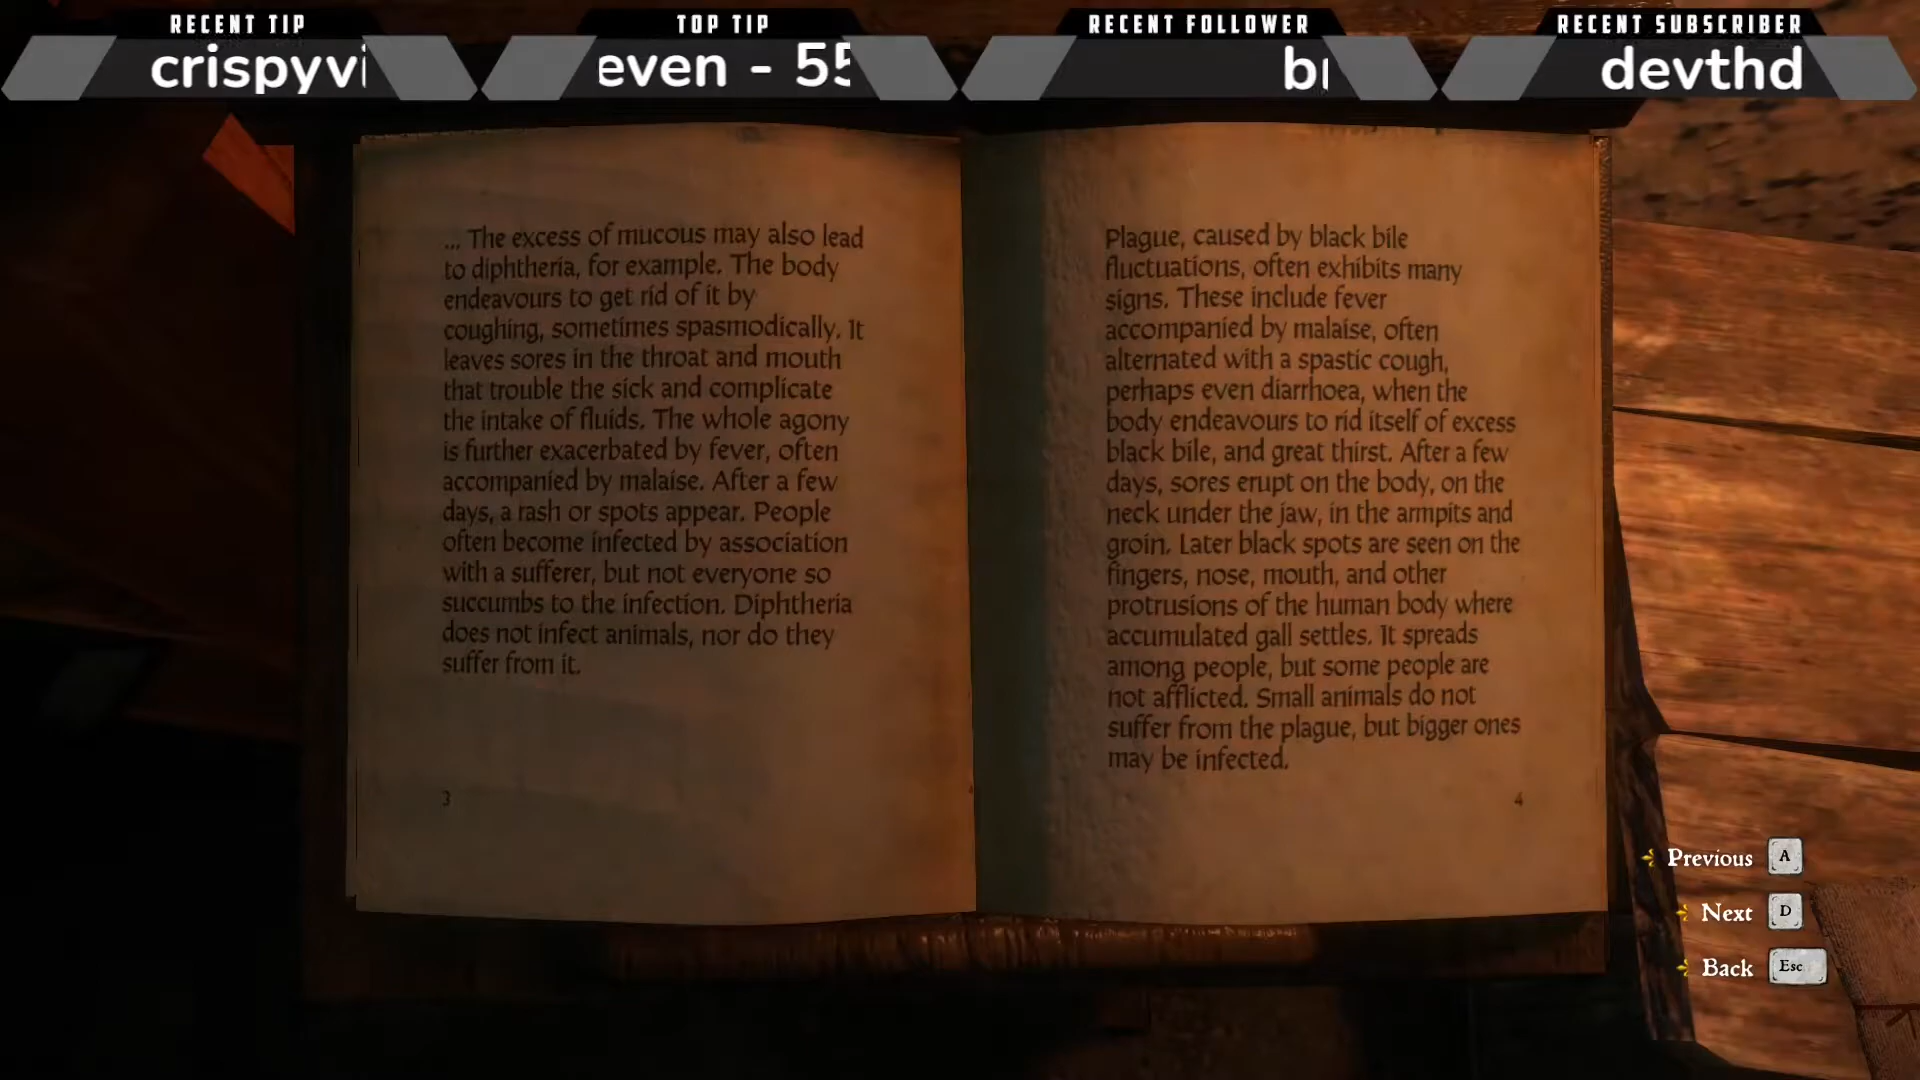 RECENT TIP
TOP TIP
RECENT FOLLOWER
RECENT SUBSCRIBER
even - 55
devthd
... The excess of mucous may also lead
to diphtheria, for example. The body
endeavours to get rid of it by
coughing, sometimes spasmodically. It
leaves sores in the throat and mouth
that trouble the sick and complicate
the intake of fluids. The whole agony
is further exacerbated by fever, often
accompanied by malaise. After a few
days, a rash or spots appear. People
often become infected by association
with a sufferer, but not everyone so
succumbs to the infection. Diphtheria
does not infect animals, nor do they
suffer from it.
3
Plague, caused by black bile
fluctuations, often exhibits many
signs. These include fever
accompanied by malaise, often
alternated with a spastic cough,
perhaps even diarrhoea, when the
body endeavours to rid itself of excess
black bile, and great thirst. After a few
days, sores erupt on the body, on the
neck under the jaw, in the armpits and
groin. Later black spots are seen on the
fingers, nose, mouth, and other
protrusions of the human body where
accumulated gall settles. It spreads
among people, but some people are
not afflicted. Small animals do not
suffer from the plague, but bigger ones
may be infected.
4
Previous A
Next D
Back Esc